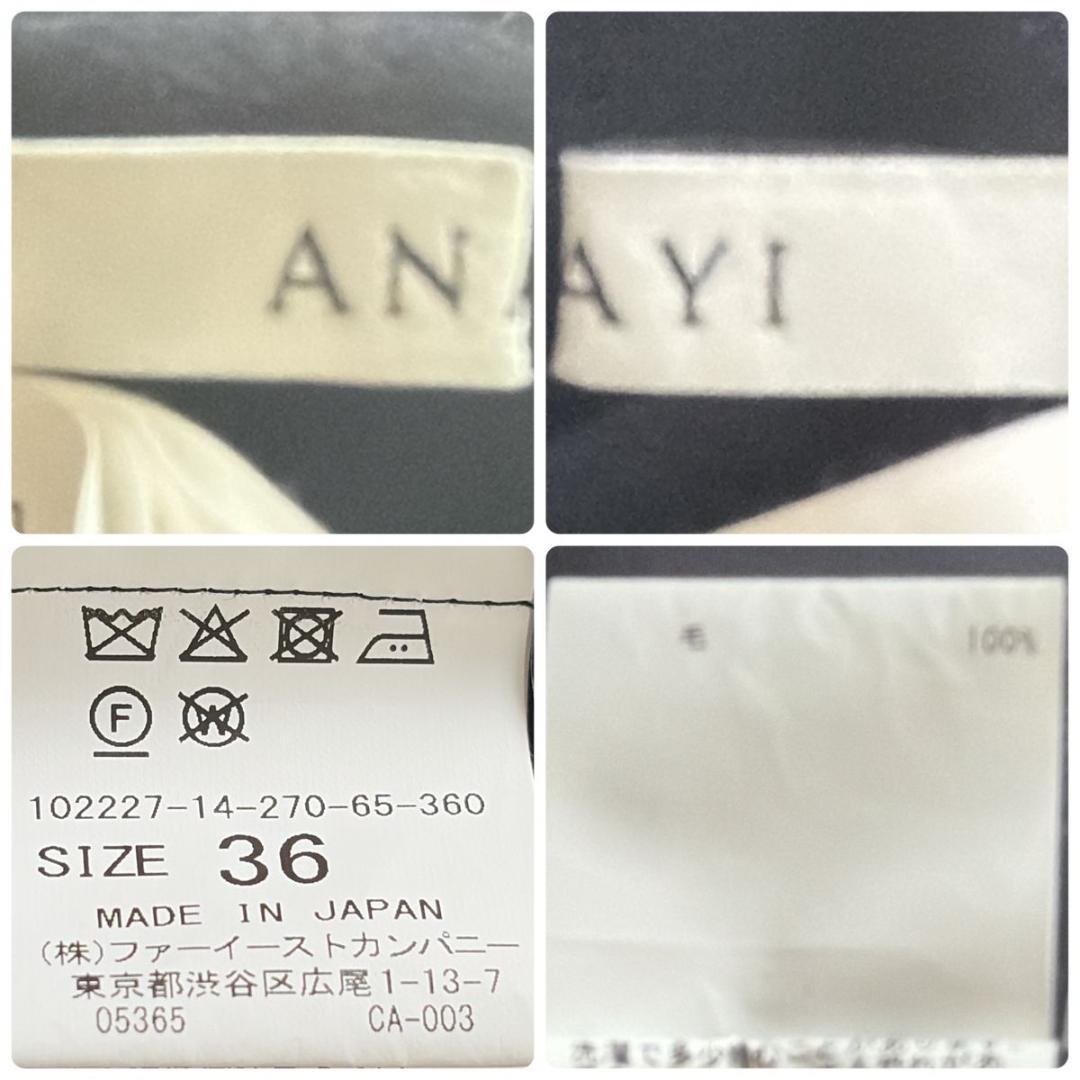 ANA
AYI
F
W
102227-14-270-65-360
SIZE 36
MADE IN JAPAN
(株)ファーイーストカンパニー
東京都渋谷区広尾1-13-7
05365 CA-003
毛 100%